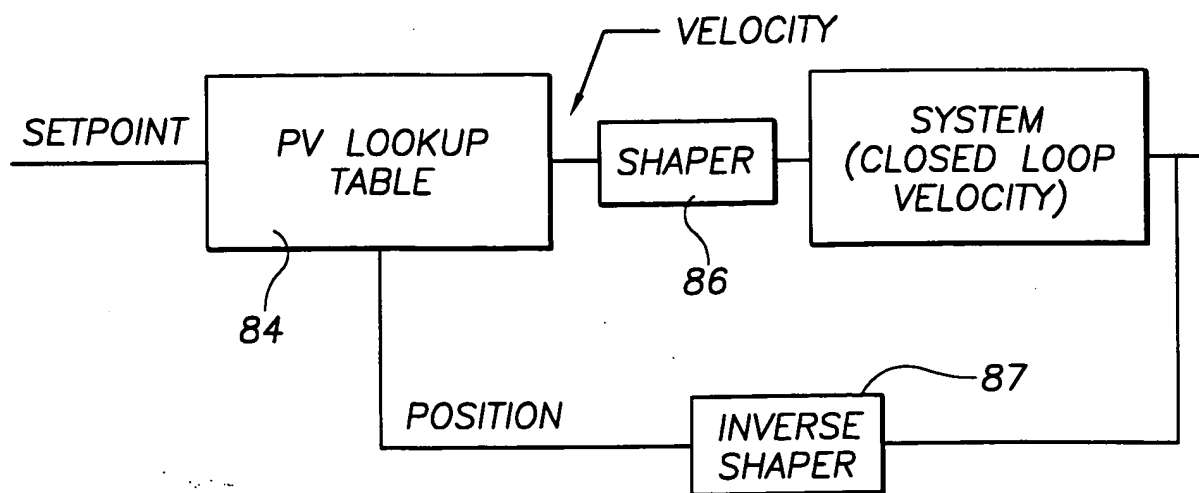 VELOCITY
SETPOINT
PV LOOKUP
TABLE
SHAPER
SYSTEM
(CLOSED LOOP
VELOCITY)
84
86
87
POSITION
INVERSE
SHAPER